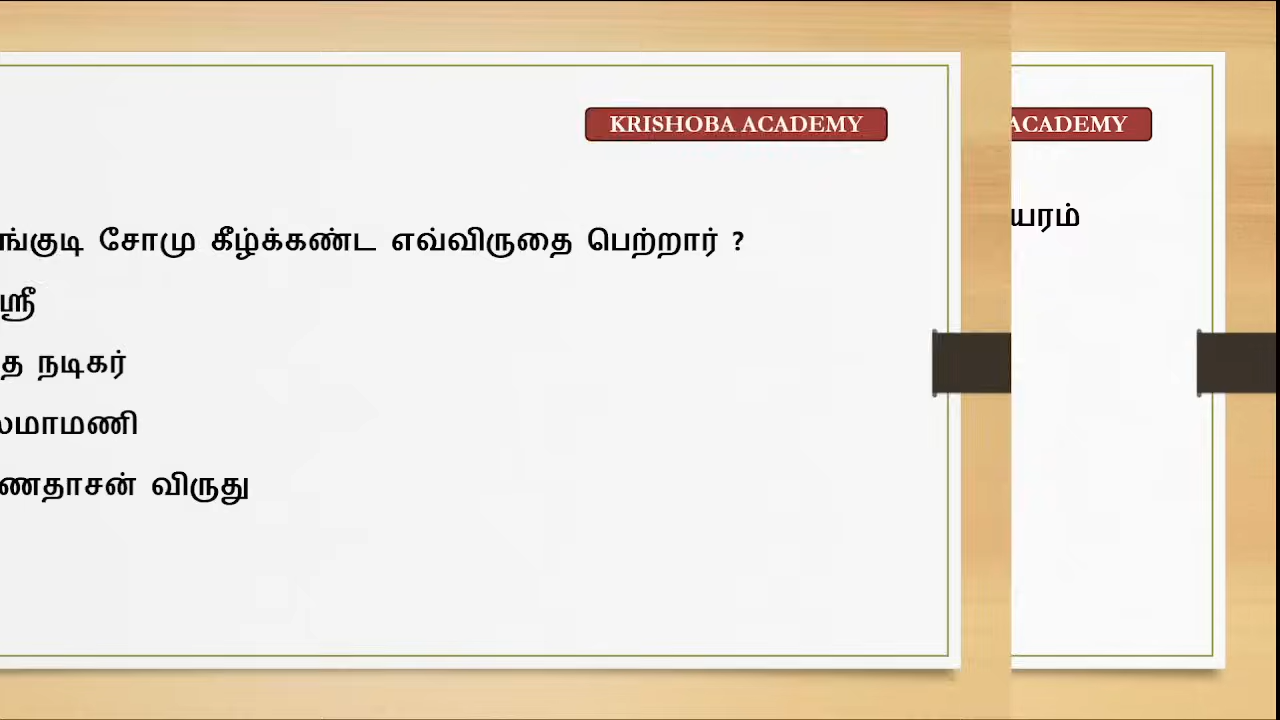 KRISHOBA ACADEMY
ACADEMY
யரம்
ங்குடி சோமு கீழ்க்கண்ட எவ்விருதை பெற்றார் ?
ஸ்ரீ
த நடிகர்
லைமாமணி
ணதாசன் விருது